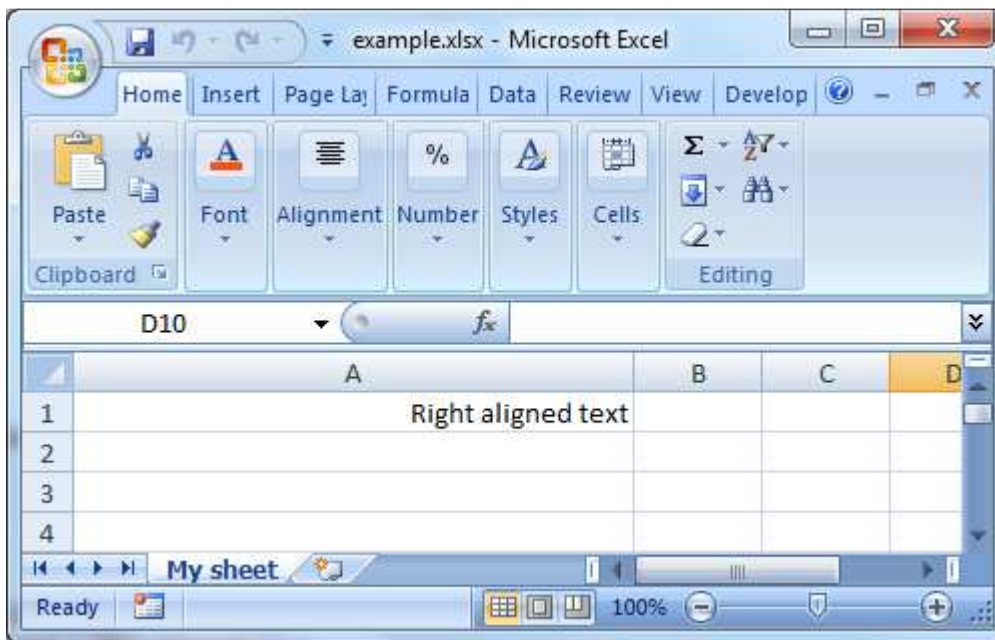 example.xlsx - Microsoft Excel
Home Insert Page Lay Formula Data Review View Develop
Paste Font Alignment Number Styles Cells Σ
Clipboard Editing
D10 fx
A B C D
1 Right aligned text
2
3
4
My sheet
Ready 100%